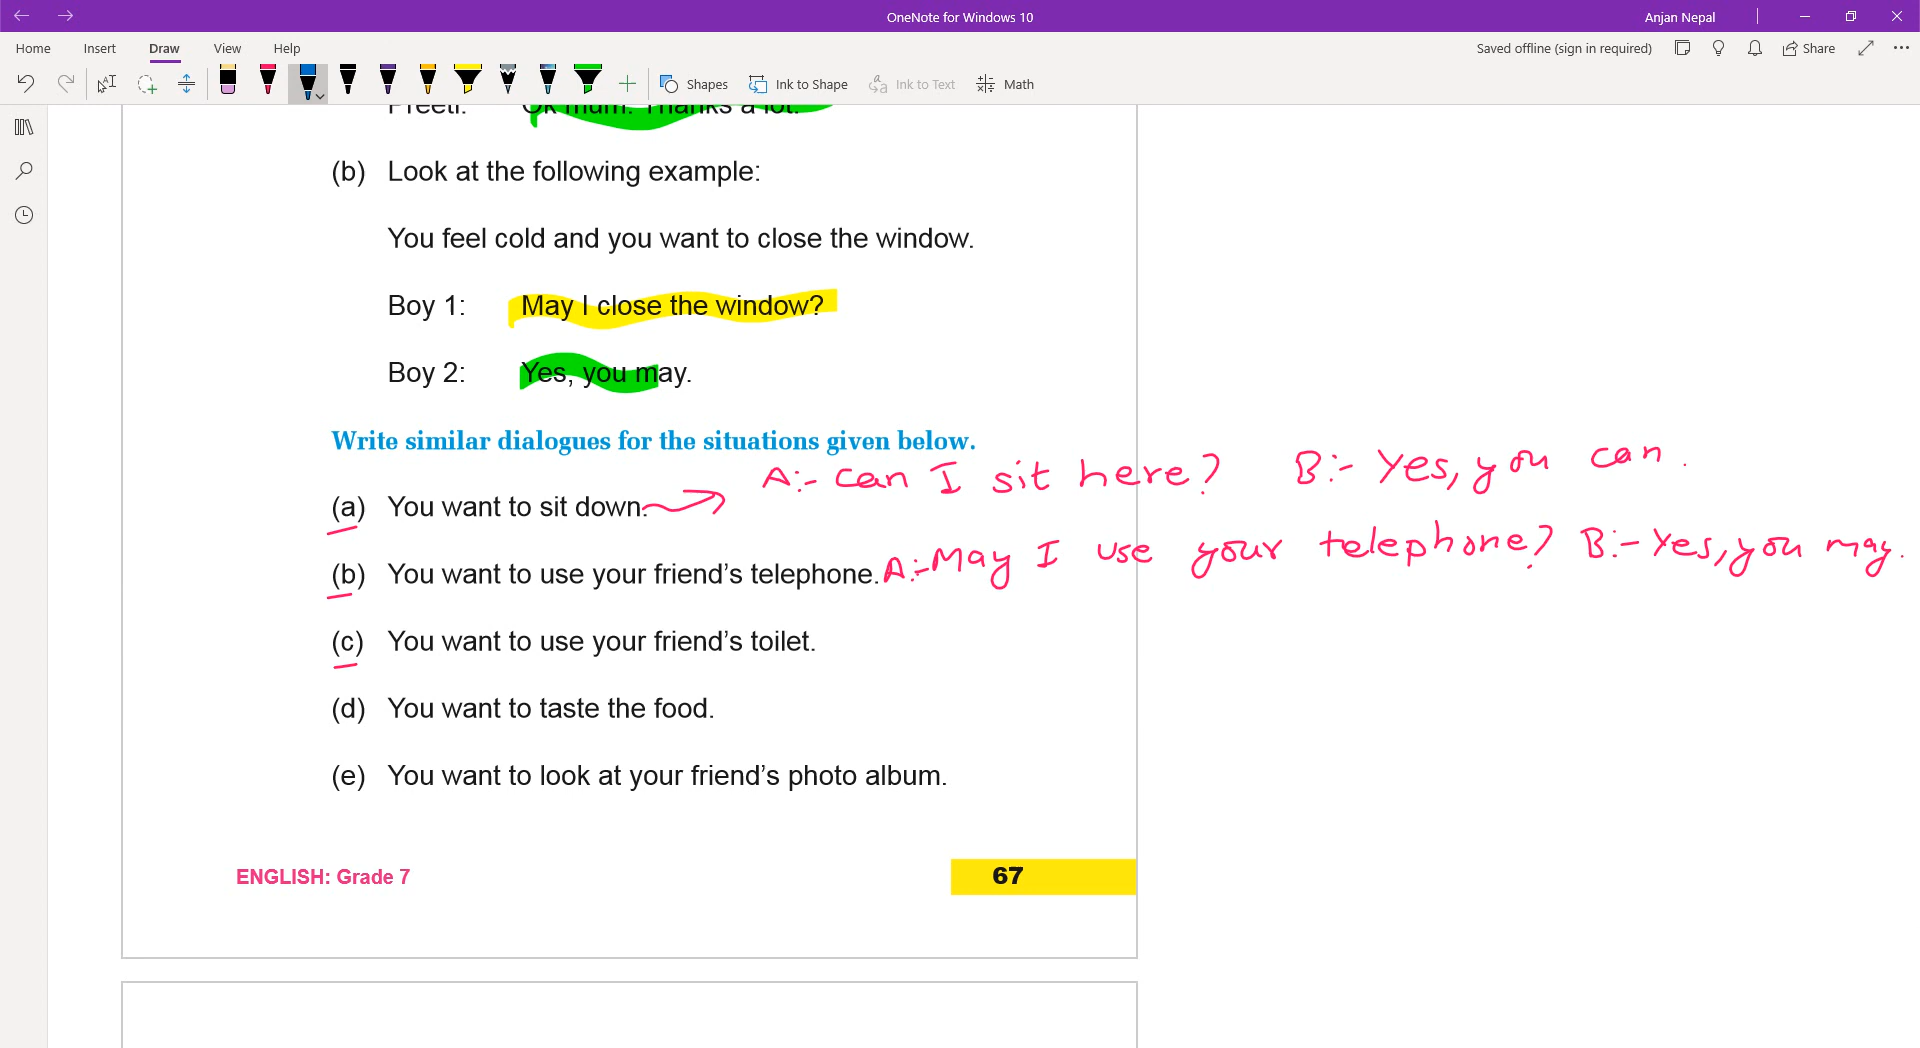 OneNote for Windows 10
Anjan Nepal
Home Insert Draw View Help
Saved offline (sign in required) Share
Shapes Ink to Shape Ink to Text Math
Preeti: Ok mum. Thanks a lot.
(b) Look at the following example:
You feel cold and you want to close the window.
Boy 1: May I close the window?
Boy 2: Yes, you may.
Write similar dialogues for the situations given below.
(a) You want to sit down. A:- can I sit here? B:- Yes, you can.
(b) You want to use your friend’s telephone. A:- May I use your telephone? B:- Yes, you may.
(c) You want to use your friend’s toilet.
(d) You want to taste the food.
(e) You want to look at your friend’s photo album.
ENGLISH: Grade 7 67